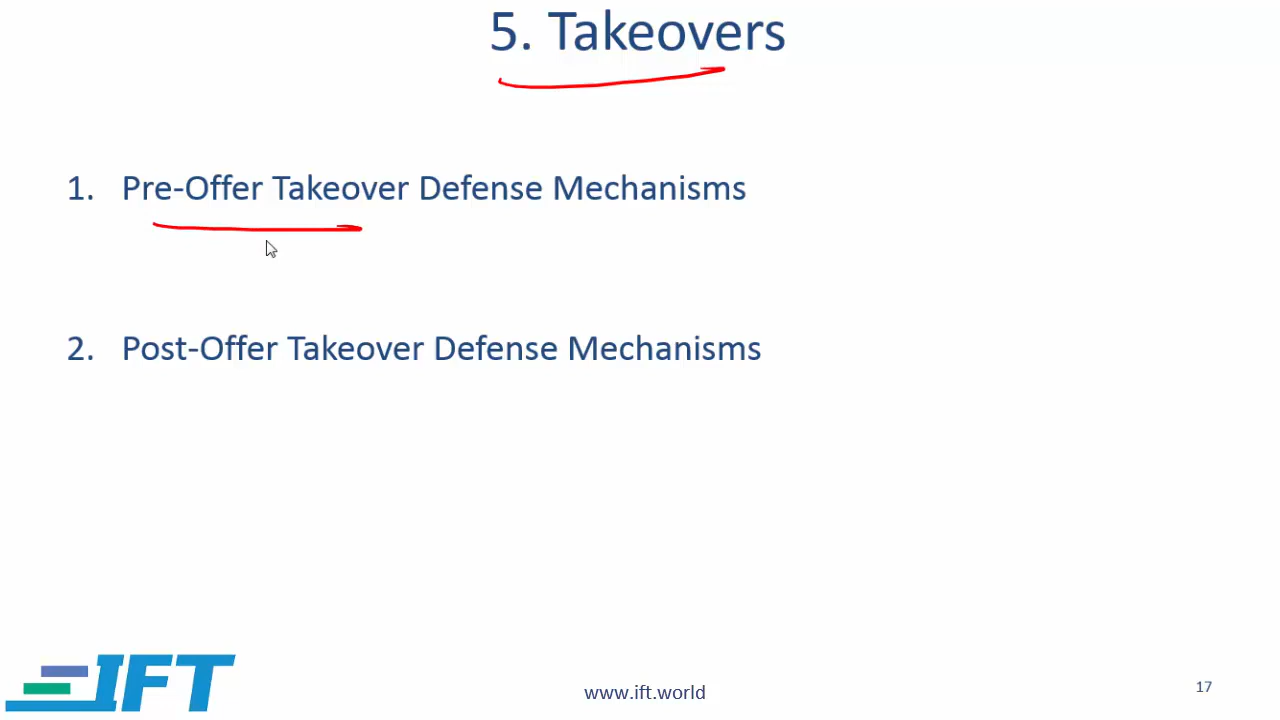 5. Takeovers
1. Pre-Offer Takeover Defense Mechanisms
2. Post-Offer Takeover Defense Mechanisms
IFT
www.ift.world
17